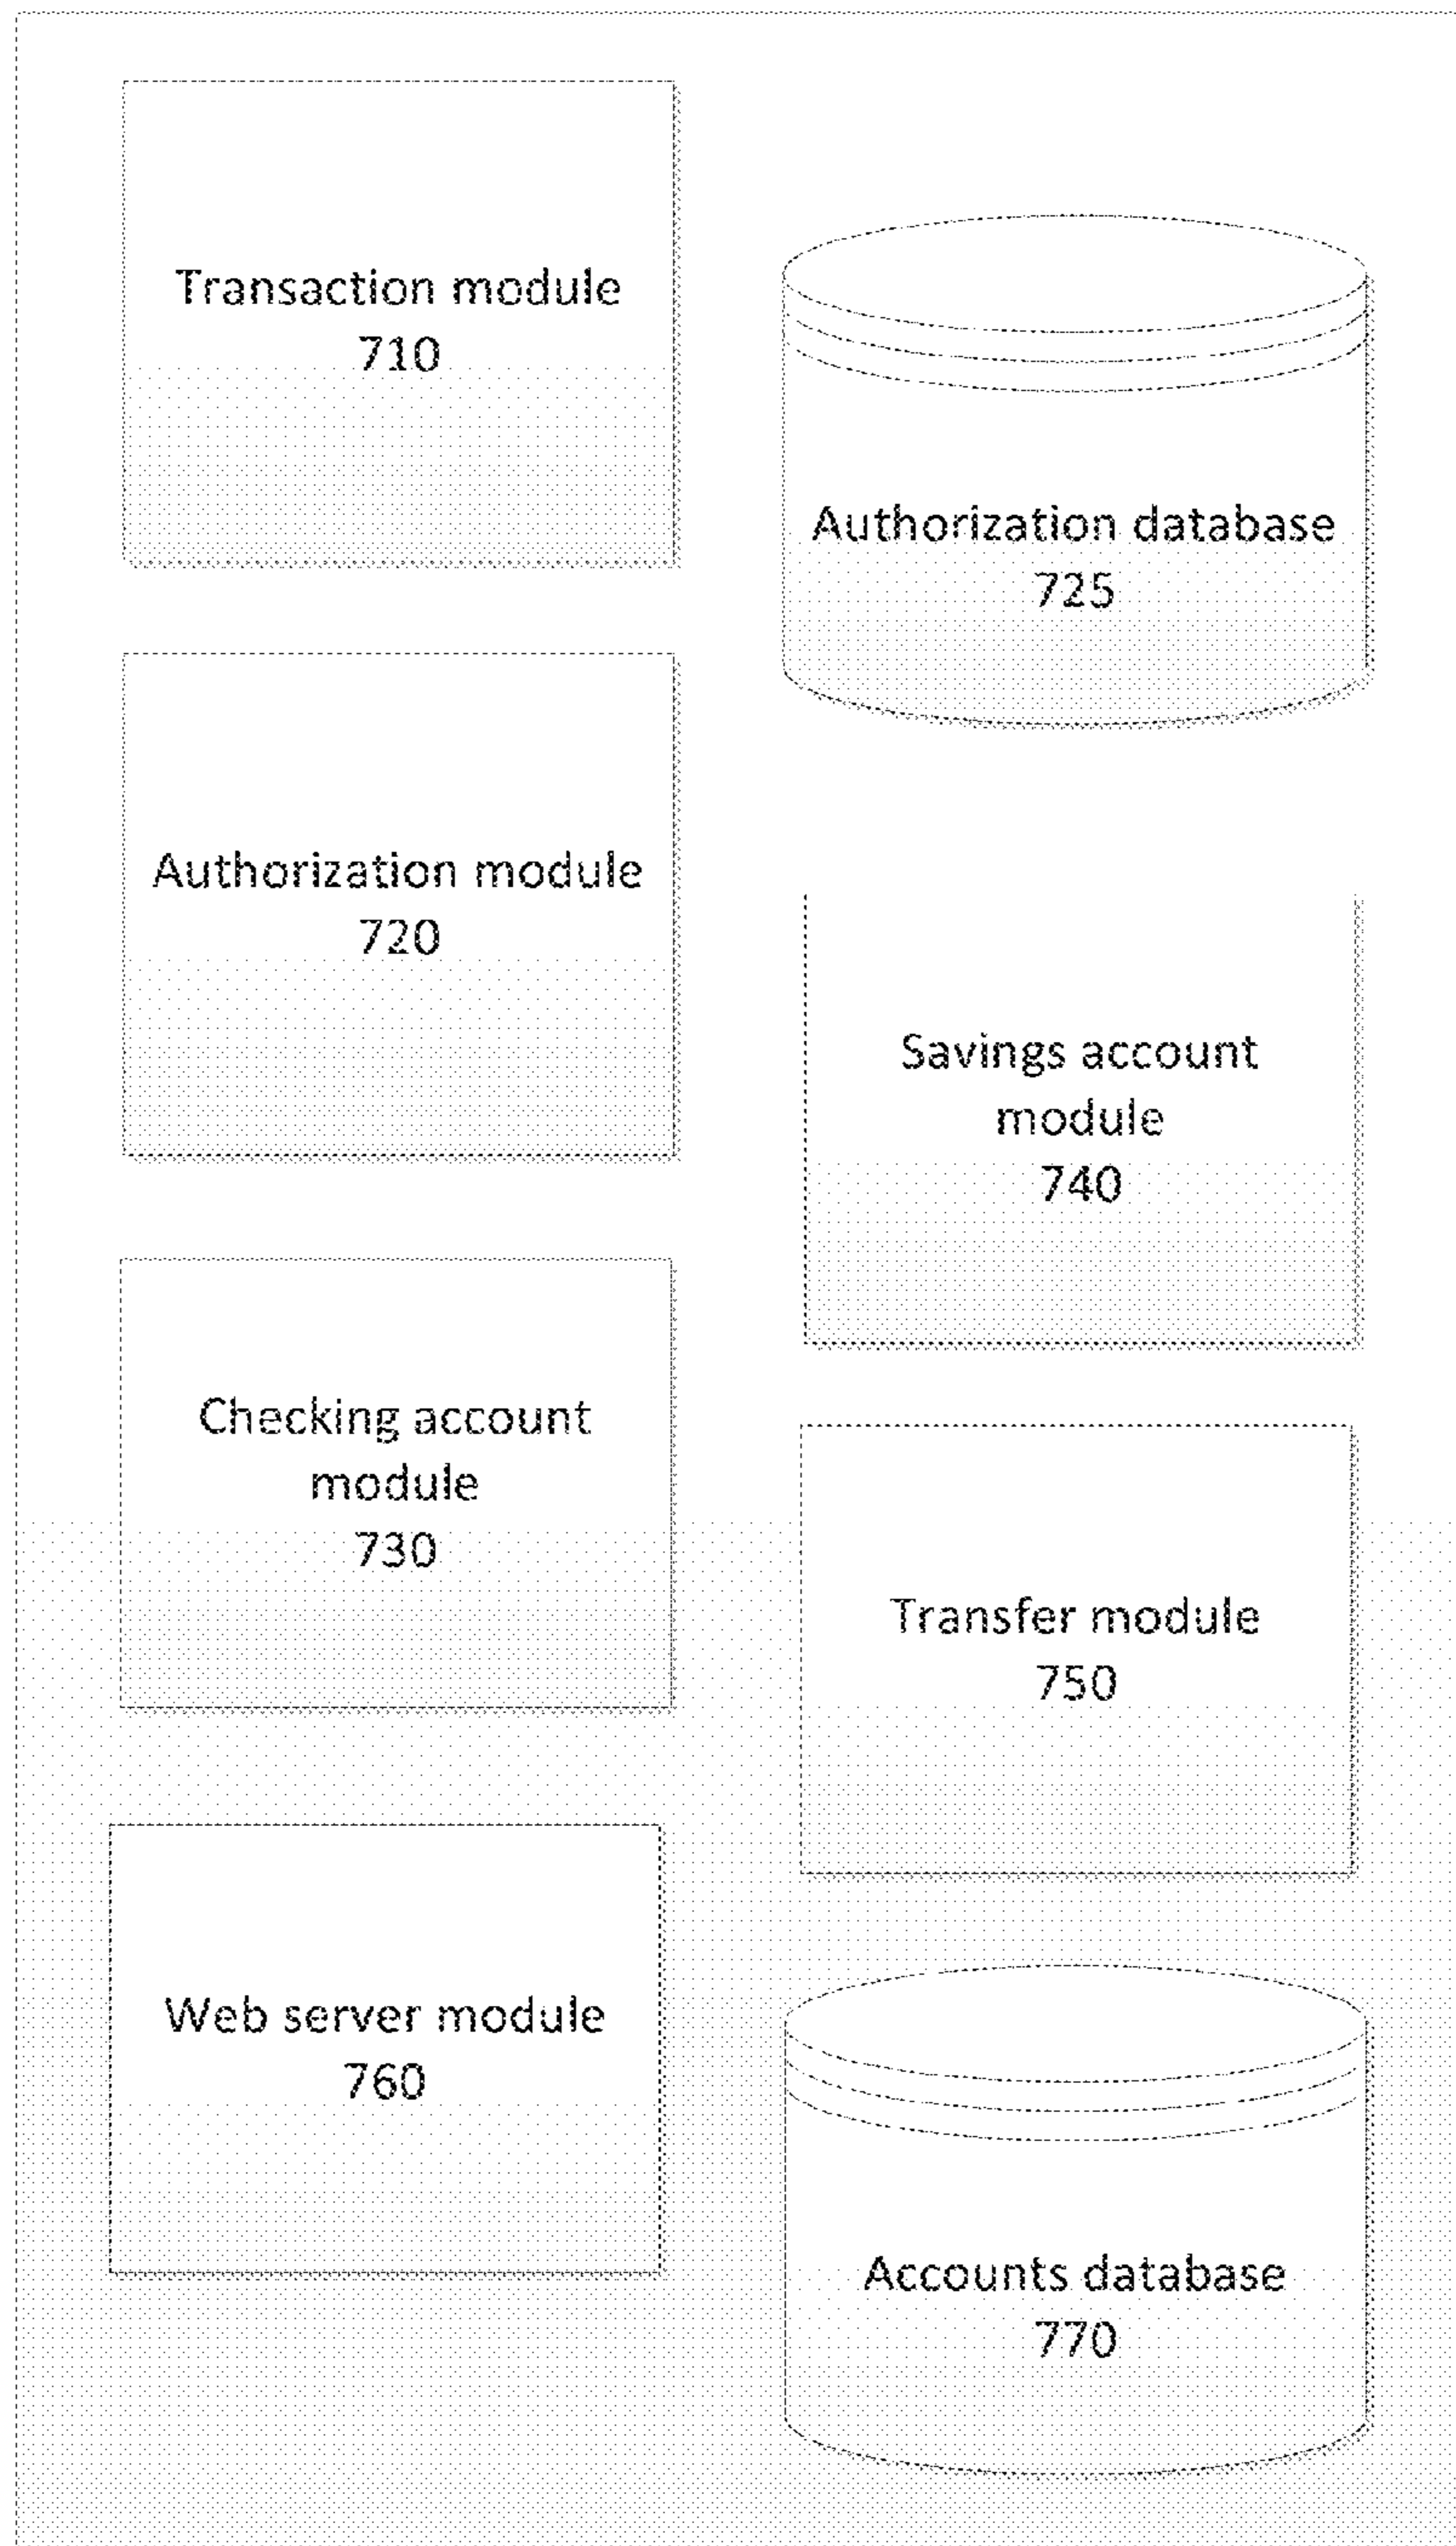 Transaction module
710
Authorization database
725
Authorization module
720
Savings account
module
740
Checking account
module
730
Transfer module
750
Web server module
760
Accounts database
770